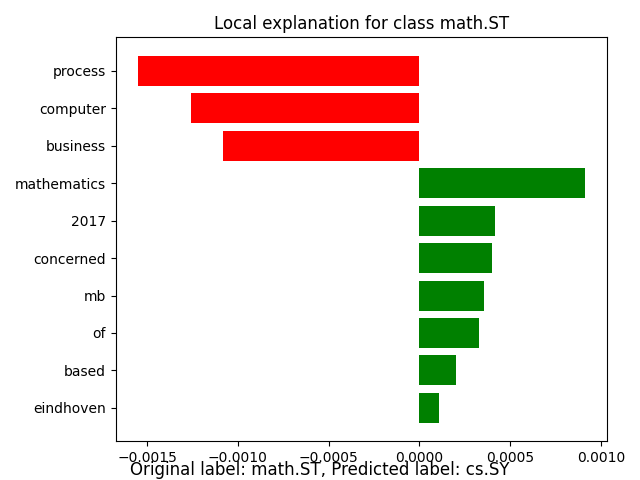 Local explanation for class math.ST
process
computer
business
mathematics
2017
concerned
mb
of
based
eindhoven
−0.0015 −0.0010 −0.0005 0.0000 0.0005 0.0010
Original label: math.ST, Predicted label: cs.SY